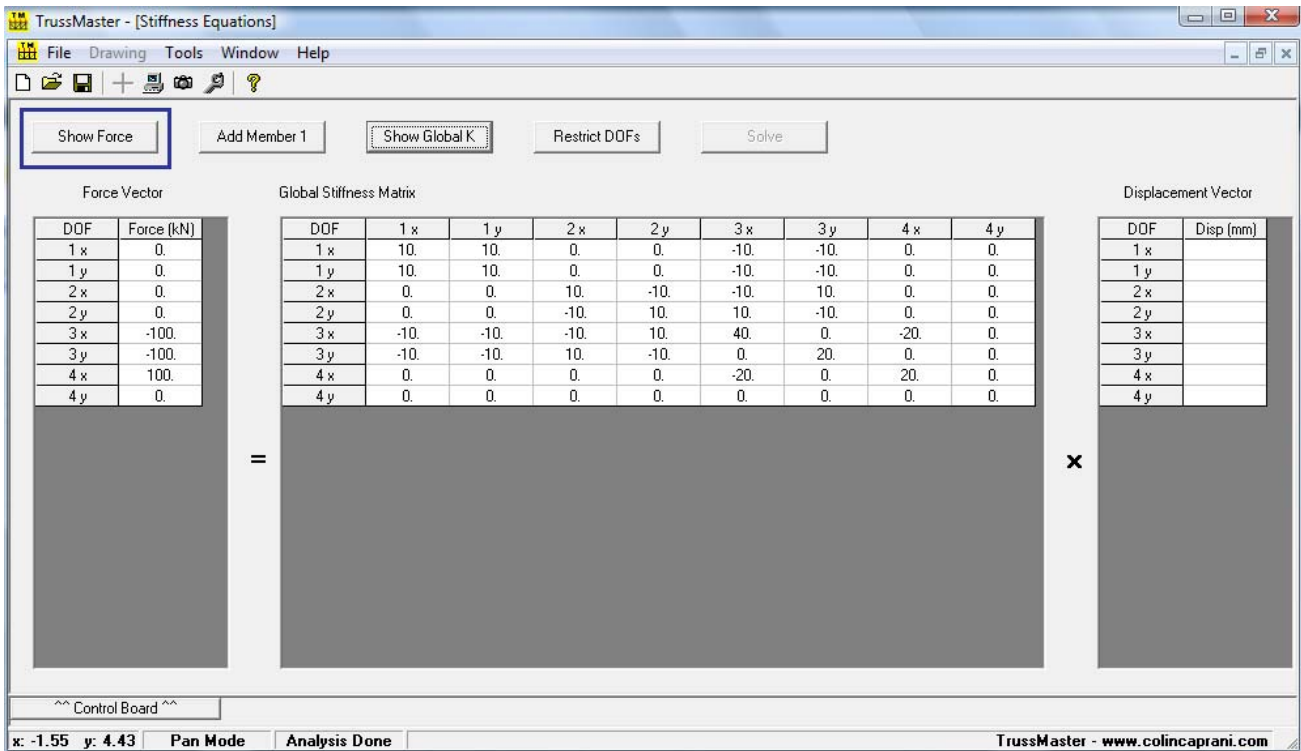 TrussMaster - [Stiffness Equations]
File Drawing Tools Window Help
Show Force Add Member 1 Show Global K Restrict DOFs Solve
Force Vector Global Stiffness Matrix Displacement Vector
DOF Force (kN) DOF 1 x 1 y 2 x 2 y 3 x 3 y 4 x 4 y DOF Disp (mm)
1 x 0. 1 x 10. 10. 0. 0. -10. -10. 0. 0. 1 x
1 y 0. 1 y 10. 10. 0. 0. -10. -10. 0. 0. 1 y
2 x 0. 2 x 0. 0. 10. -10. -10. 10. 0. 0. 2 x
2 y 0. 2 y 0. 0. -10. 10. 10. -10. 0. 0. 2 y
3 x -100. 3 x -10. -10. -10. 10. 40. 0. -20. 0. 3 x
3 y -100. 3 y -10. -10. 10. -10. 0. 20. 0. 0. 3 y
4 x 100. 4 x 0. 0. 0. 0. -20. 0. 20. 0. 4 x
4 y 0. 4 y 0. 0. 0. 0. 0. 0. 0. 0. 4 y
= x
^^ Control Board ^^
x: -1.55 y: 4.43 Pan Mode Analysis Done TrussMaster - www.colincaprani.com